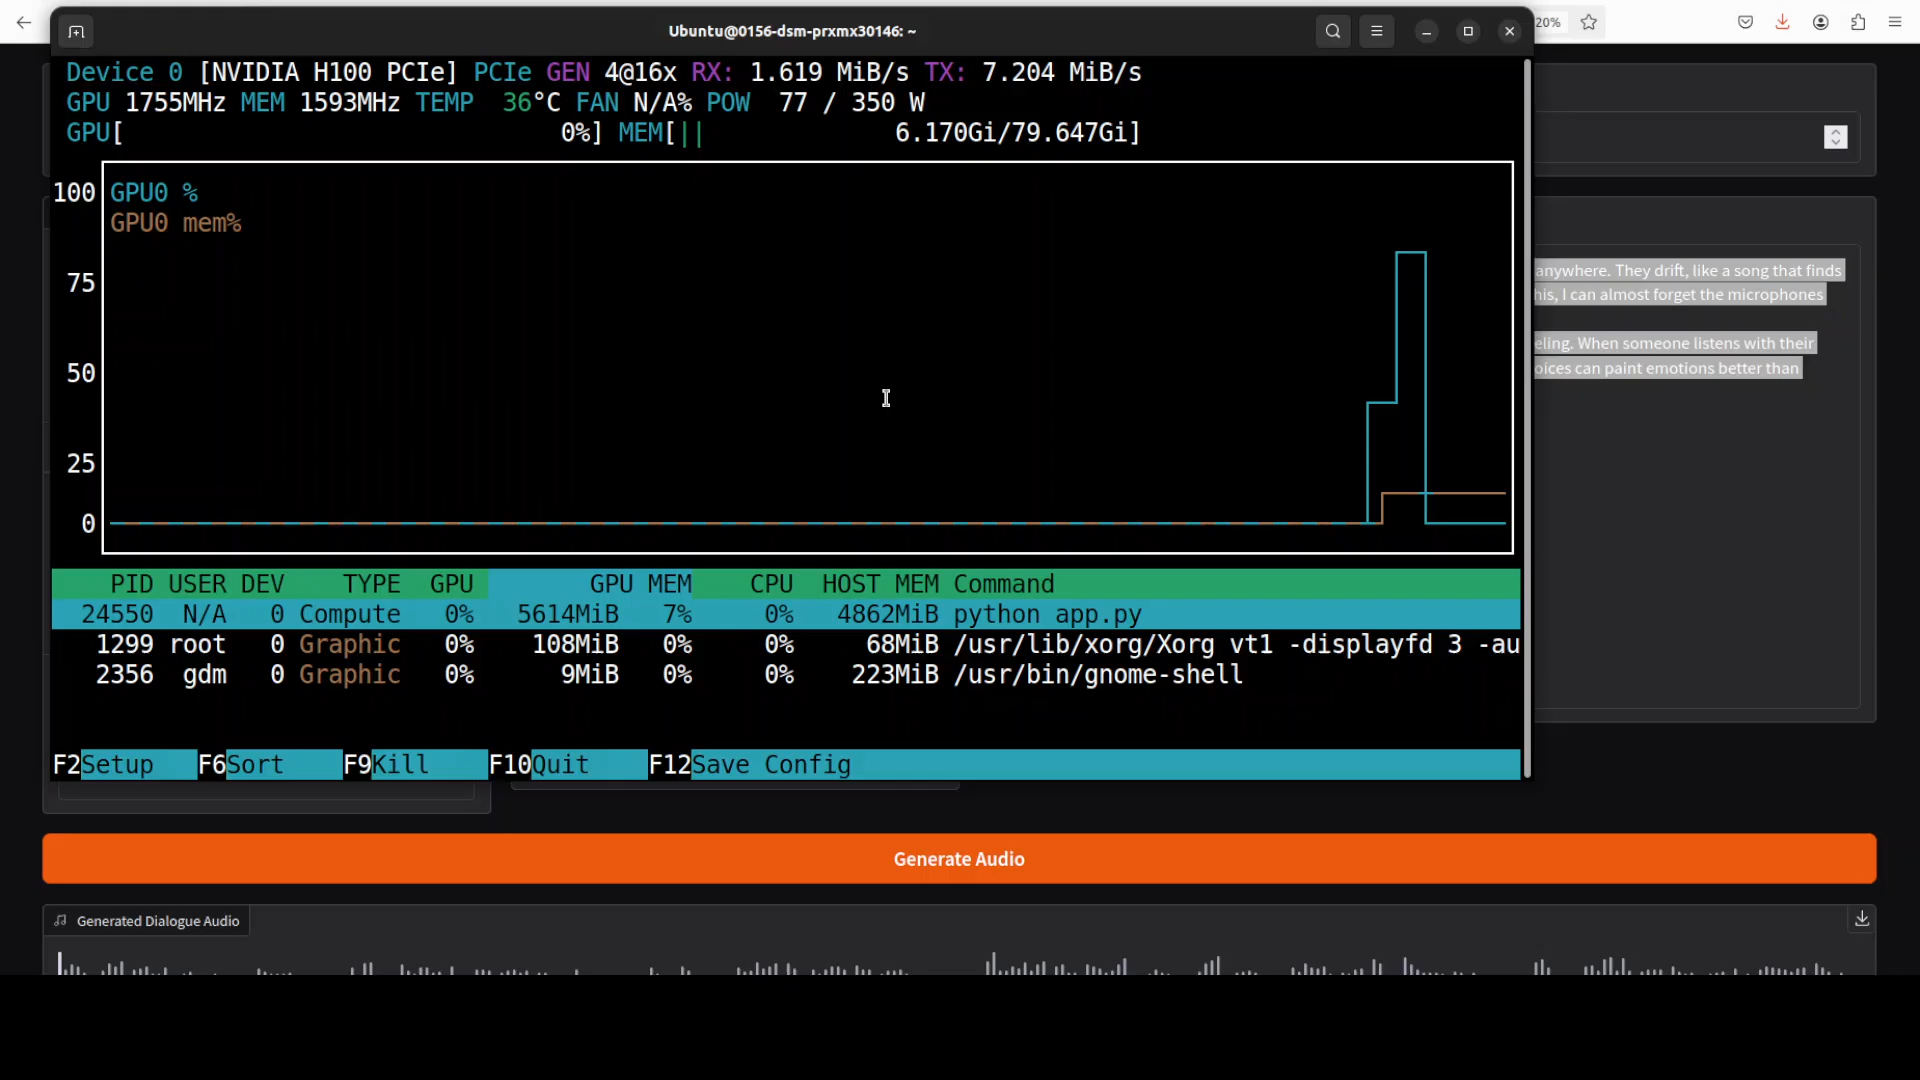 Ubuntu@0156-dsm-prxmx30146: ~
20%
Device 0 [NVIDIA H100 PCIe] PCIe GEN 4@16x RX: 1.619 MiB/s TX: 7.204 MiB/s
GPU 1755MHz MEM 1593MHz TEMP 36°C FAN N/A% POW 77 / 350 W
GPU[ 0%] MEM[|| 6.170Gi/79.647Gi]
100
GPU0 %
GPU0 mem%
75
50
25
0
anywhere. They drift, like a song that finds
his, I can almost forget the microphones
eling. When someone listens with their
oices can paint emotions better than
PID USER DEV TYPE GPU GPU MEM CPU HOST MEM Command
24550 N/A 0 Compute 0% 5614MiB 7% 0% 4862MiB python app.py
1299 root 0 Graphic 0% 108MiB 0% 0% 68MiB /usr/lib/xorg/Xorg vt1 -displayfd 3 -au
2356 gdm 0 Graphic 0% 9MiB 0% 0% 223MiB /usr/bin/gnome-shell
F2Setup F6Sort F9Kill F10Quit F12Save Config
Generate Audio
Generated Dialogue Audio